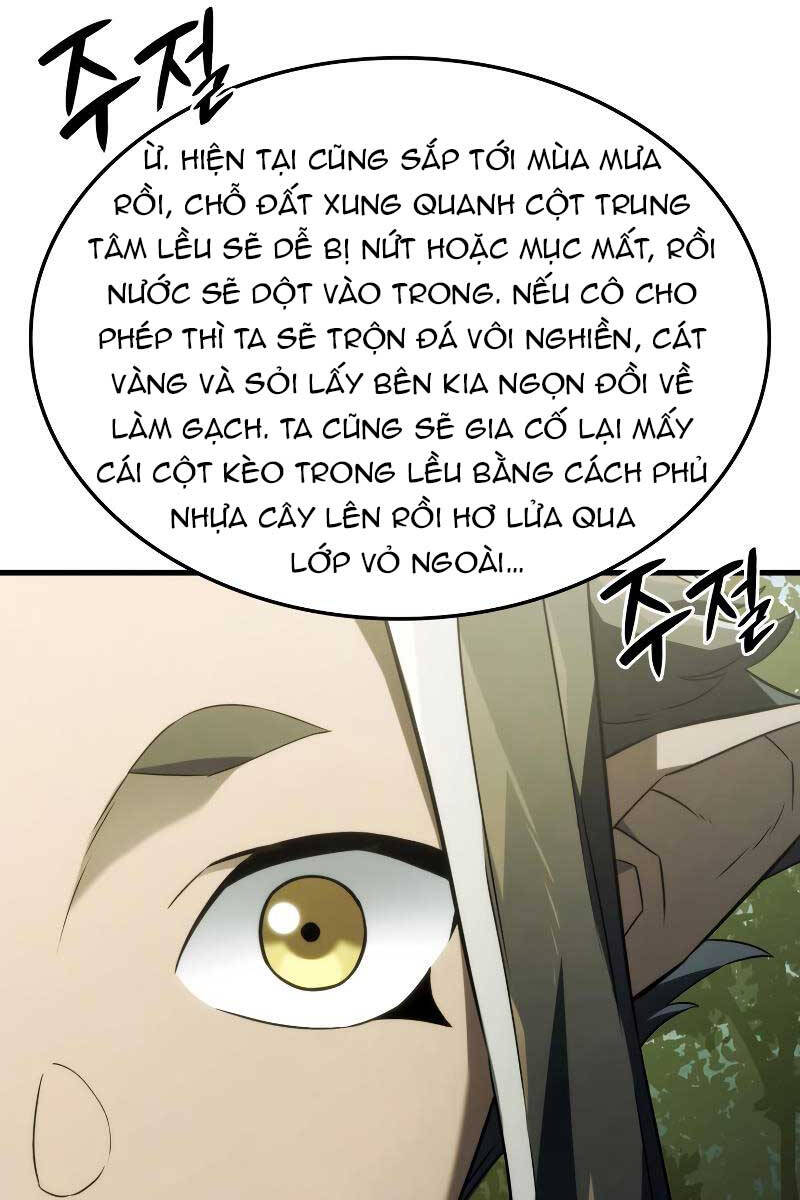 주절
Ừ. HIỆN TẠI CŨNG SẮP TỚI MÙA MƯA
RỒI, CHỖ ĐẤT XUNG QUANH CỘT TRUNG
TÂM LỀU SẼ DỄ BỊ NỨT HOẶC MỤC MẤT, RỒI
NƯỚC SẼ DỘT VÀO TRONG. NẾU CÔ CHO
PHÉP THÌ TA SẼ TRỘN ĐÁ VÔI NGHIỀN, CÁT
VÀNG VÀ SỎI LẤY BÊN KIA NGỌN ĐỒI VỀ
LÀM GẠCH. TA CŨNG SẼ GIA CỐ LẠI MẤY
CÁI CỘT KÈO TRONG LỀU BẰNG CÁCH PHỦ
NHỰA CÂY LÊN RỒI HƠ LỬA QUA
LỚP VỎ NGOÀI...
주절